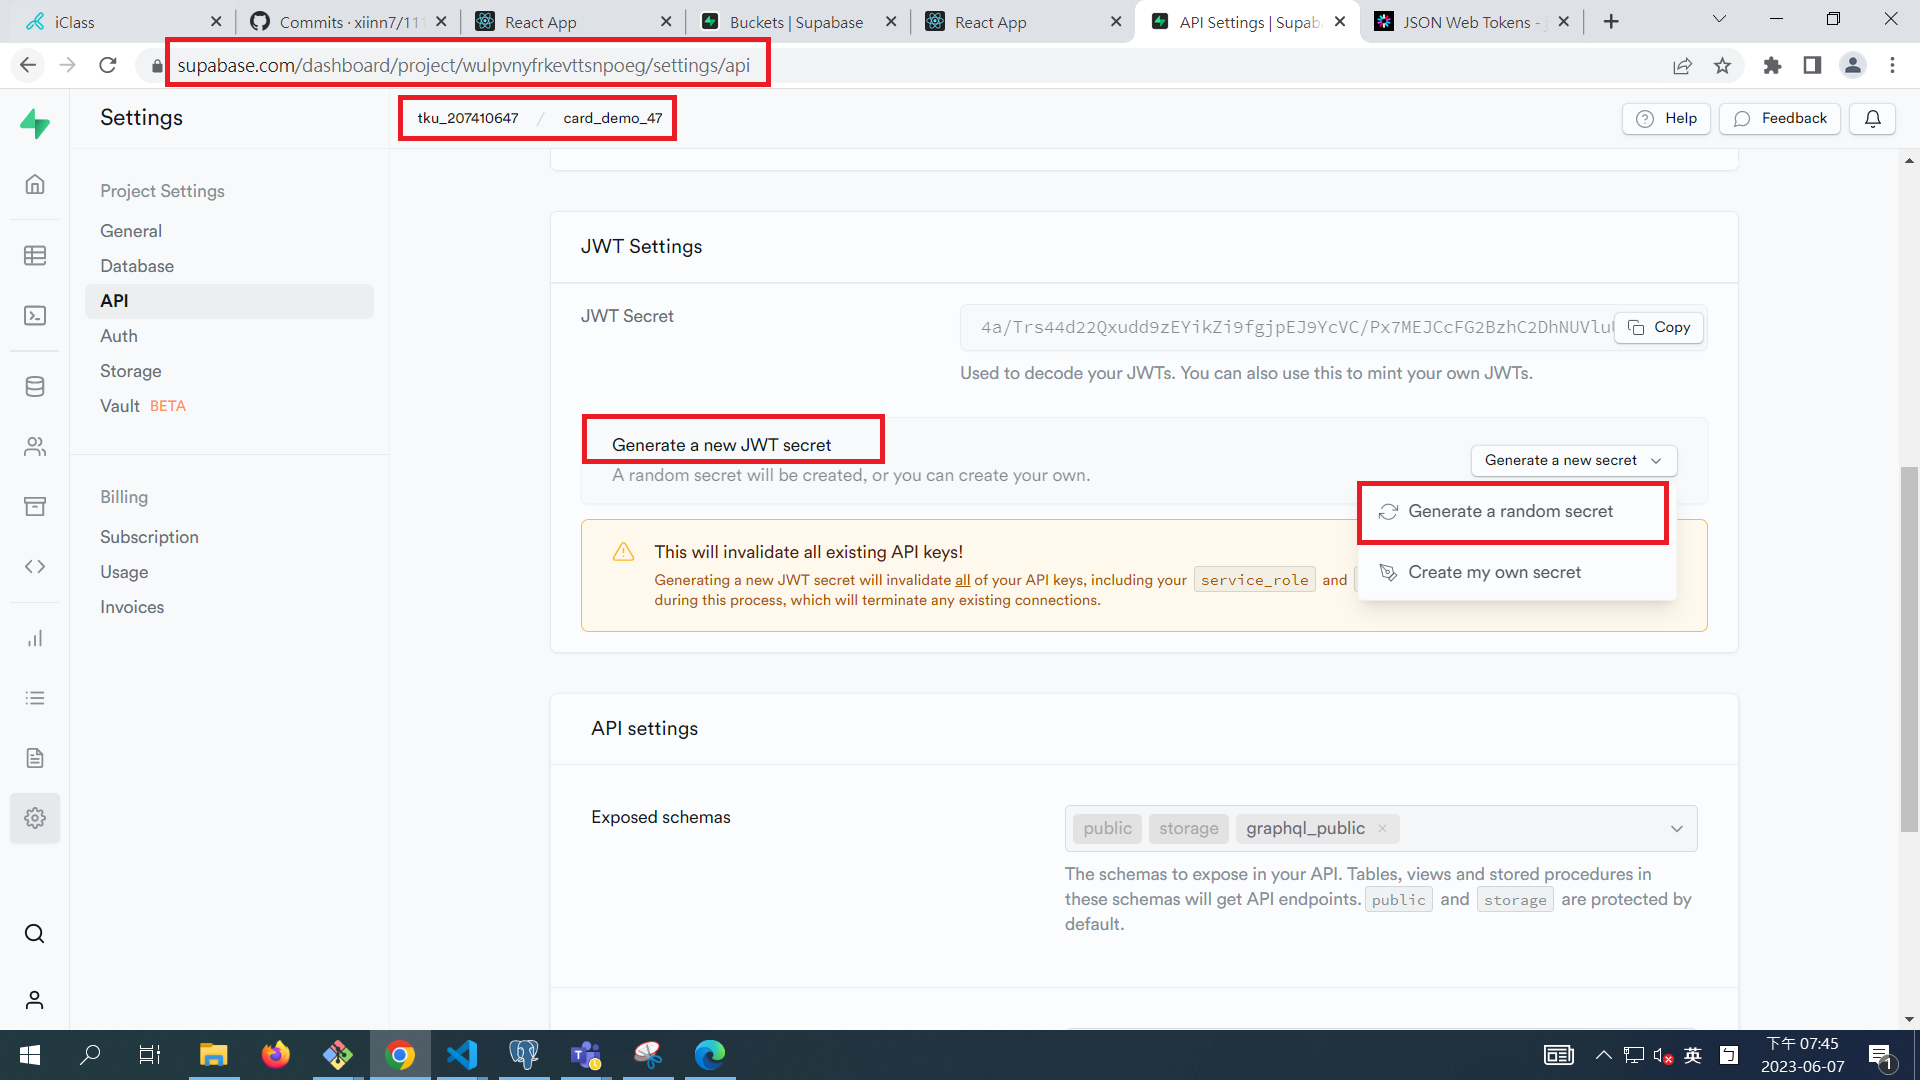 iClass
Commits · xiinn7/111
React App
Buckets | Supabase
React App
API Settings | Supab
JSON Web Tokens - j
supabase.com/dashboard/project/wulpvnyfrkevttsnpoeg/settings/api
Settings
tku_207410647 / card_demo_47
Help
Feedback
Project Settings
General
Database
API
Auth
Storage
Vault BETA
Billing
Subscription
Usage
Invoices
JWT Settings
JWT Secret
4a/Trs44d22Qxudd9zEYikZi9fgjpEJ9YcVC/Px7MEJCcFG2BzhC2DhNUVlu
Copy
Used to decode your JWTs. You can also use this to mint your own JWTs.
Generate a new JWT secret
A random secret will be created, or you can create your own.
Generate a new secret
Generate a random secret
Create my own secret
This will invalidate all existing API keys!
Generating a new JWT secret will invalidate all of your API keys, including your service_role and
during this process, which will terminate any existing connections.
API settings
Exposed schemas
public storage graphql_public
The schemas to expose in your API. Tables, views and stored procedures in
these schemas will get API endpoints. public and storage are protected by
default.
英
下午 07:45
2023-06-07
1